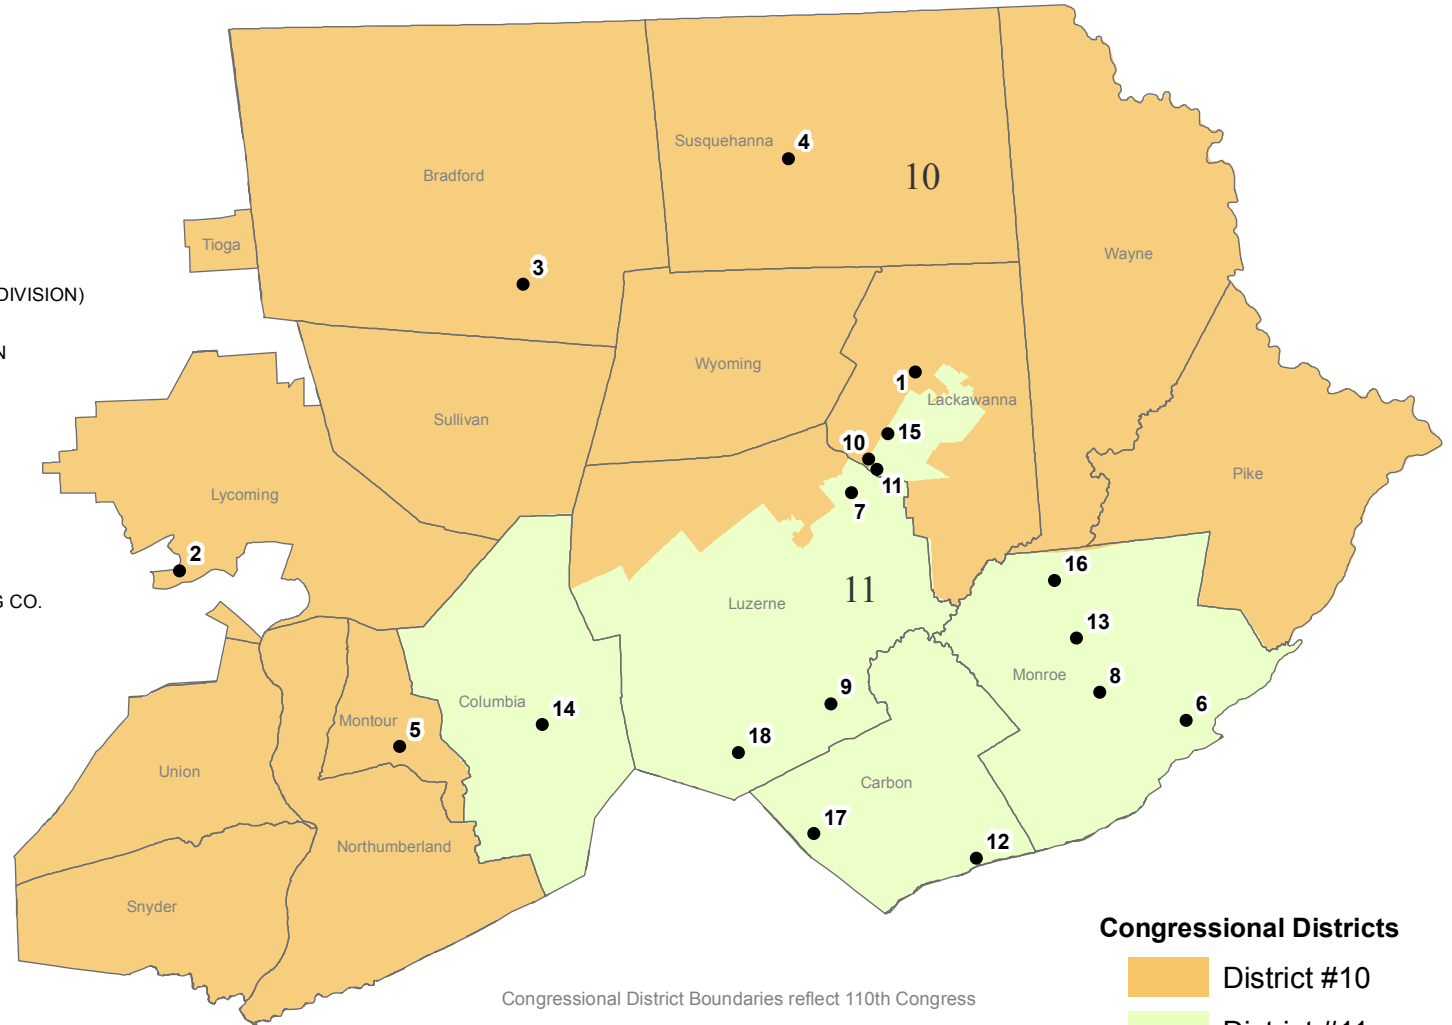 4
Susquehanna
10
Bradford
Tioga
Wayne
3
DIVISION)
N
Wyoming
1
Lackawanna
Sullivan
15
10
11
Pike
Lycoming
7
2
16
11
CO.
Luzerne
13
Monroe
8
9
6
Columbia
14
Montour
5
18
Union
Carbon
17
Northumberland
12
Snyder
Congressional Districts
District #10
Congressional District Boundaries reflect 110th Congress
District #11